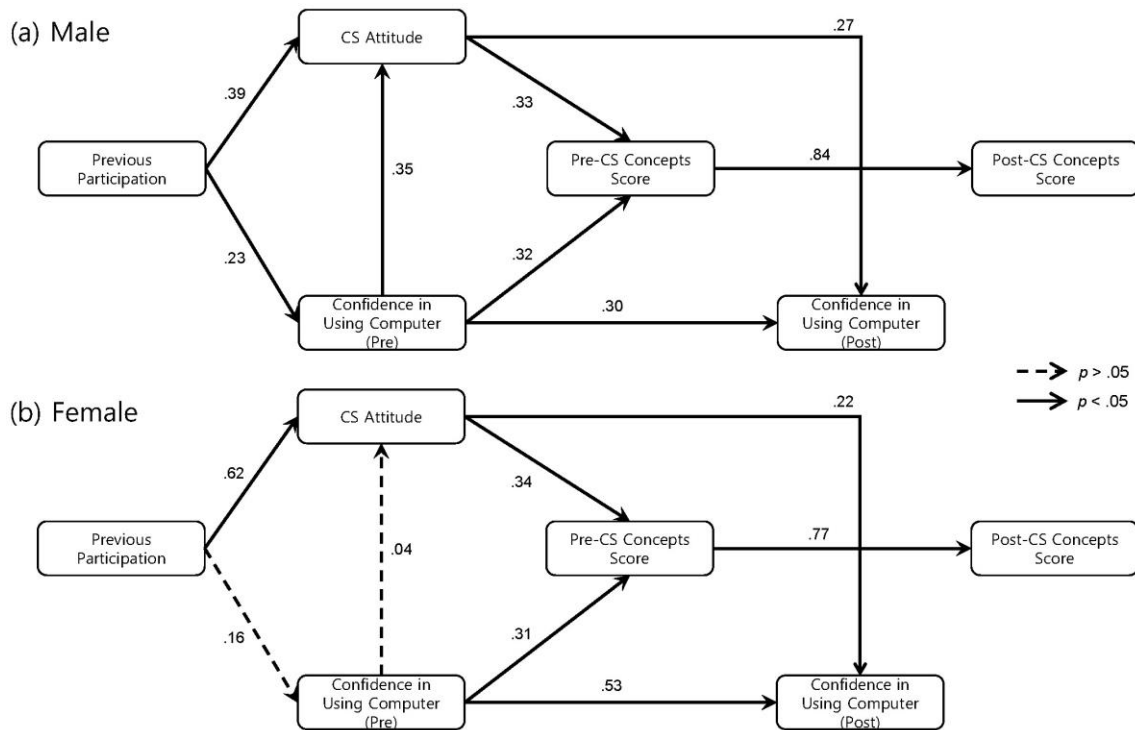 (a) Male
CS Attitude
.27
.39
.33
Previous
Participation
.35
Pre-CS Concepts
Score
.84
Post-CS Concepts
Score
.23
.32
Confidence in
Using Computer
(Pre)
.30
Confidence in
Using Computer
(Post)
p > .05
p < .05
(b) Female
CS Attitude
.22
.62
.34
Previous
Participation
.04
Pre-CS Concepts
Score
.77
Post-CS Concepts
Score
.16
.31
Confidence in
Using Computer
(Pre)
.53
Confidence in
Using Computer
(Post)